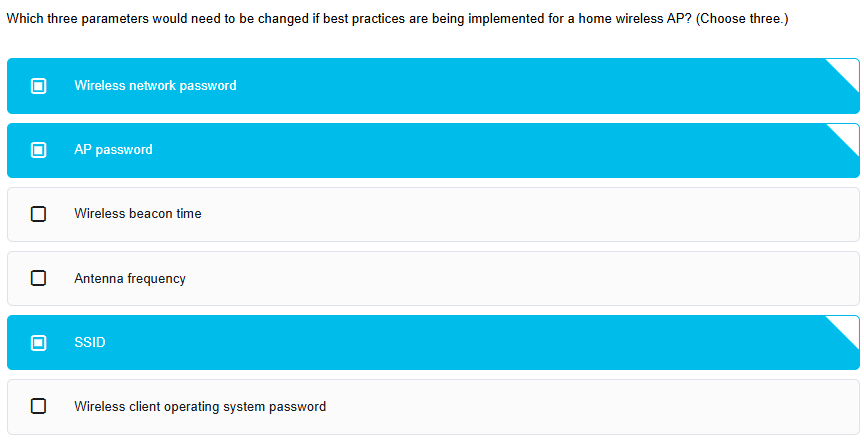 Which three parameters would need to be changed if best practices are being implemented for a home wireless AP? (Choose three.)
Wireless network password
AP password
Wireless beacon time
Antenna frequency
SSID
Wireless client operating system password